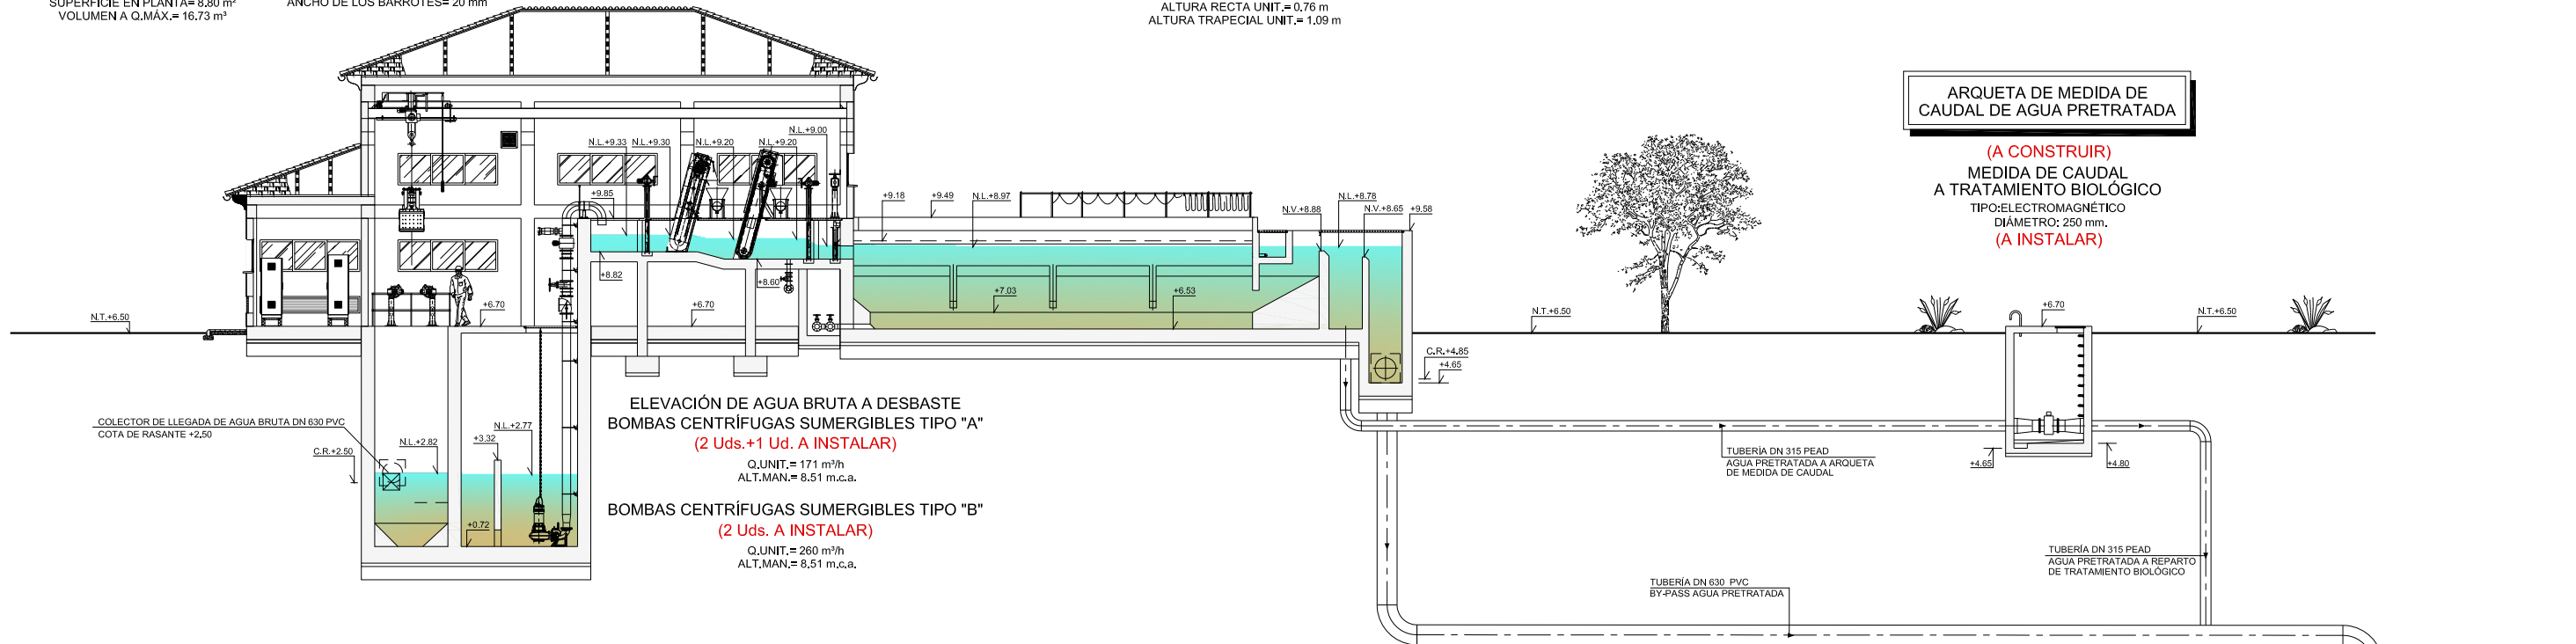 SUPERFICIE EN PLANTA= 8.80 m²
VOLUMEN A Q.MÁX.= 16.73 m³
ANCHO DE LOS BARROTES= 20 mm
ALTURA RECTA UNIT.= 0.76 m
ALTURA TRAPECIAL UNIT.= 1.09 m
ARQUETA DE MEDIDA DE
CAUDAL DE AGUA PRETRATADA
(A CONSTRUIR)
MEDIDA DE CAUDAL
A TRATAMIENTO BIOLÓGICO
TIPO:ELECTROMAGNÉTICO
DIÁMETRO: 250 mm.
(A INSTALAR)
N.L.+9.33
N.L.+9.30
N.L.+9.20
N.L.+9.20
N.L.+9.00
+9.85
+9.18
+9.49
N.L.+8.97
N.V.+8.88
N.L.+8.78
N.V.+8.65
+9.58
+8.82
+8.60
+7.03
+6.53
+6.70
+6.70
N.T.+6.50
N.T.+6.50
+6.70
N.T.+6.50
C.R.+4.85
+4.65
COLECTOR DE LLEGADA DE AGUA BRUTA DN 630 PVC
COTA DE RASANTE +2.50
C.R.+2.50
N.L.+2.82
+3.32
N.L.+2.77
+0.72
ELEVACIÓN DE AGUA BRUTA A DESBASTE
BOMBAS CENTRÍFUGAS SUMERGIBLES TIPO "A"
(2 Uds.+1 Ud. A INSTALAR)
Q.UNIT.= 171 m³/h
ALT.MAN.= 8.51 m.c.a.
BOMBAS CENTRÍFUGAS SUMERGIBLES TIPO "B"
(2 Uds. A INSTALAR)
Q.UNIT.= 260 m³/h
ALT.MAN.= 8.51 m.c.a.
TUBERÍA DN 315 PEAD
AGUA PRETRATADA A ARQUETA
DE MEDIDA DE CAUDAL
+4.65
+4.80
TUBERÍA DN 315 PEAD
AGUA PRETRATADA A REPARTO
DE TRATAMIENTO BIOLÓGICO
TUBERÍA DN 630 PVC
BY-PASS AGUA PRETRATADA